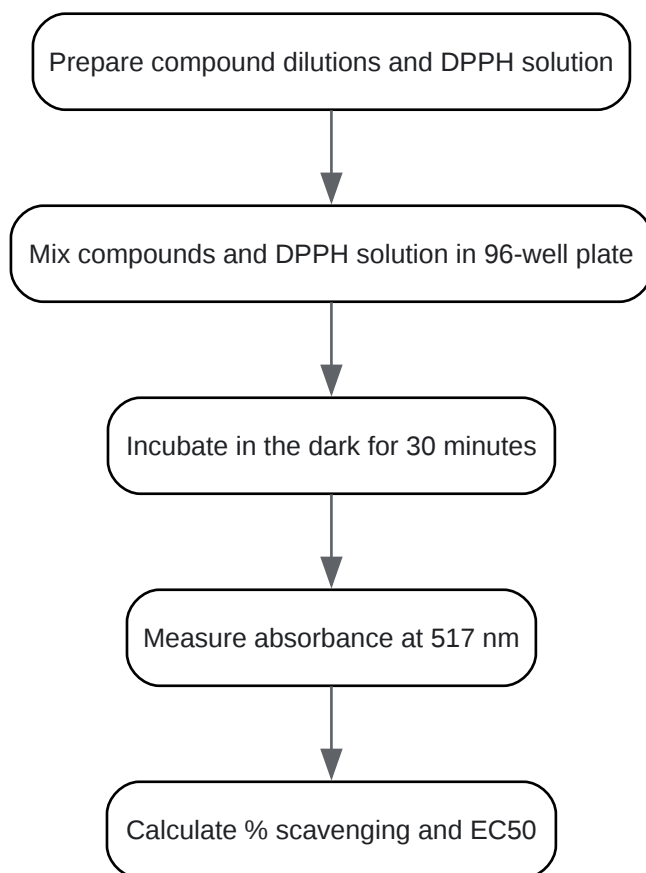 Prepare compound dilutions and DPPH solution
Mix compounds and DPPH solution in 96-well plate
Incubate in the dark for 30 minutes
Measure absorbance at 517 nm
Calculate % scavenging and EC50